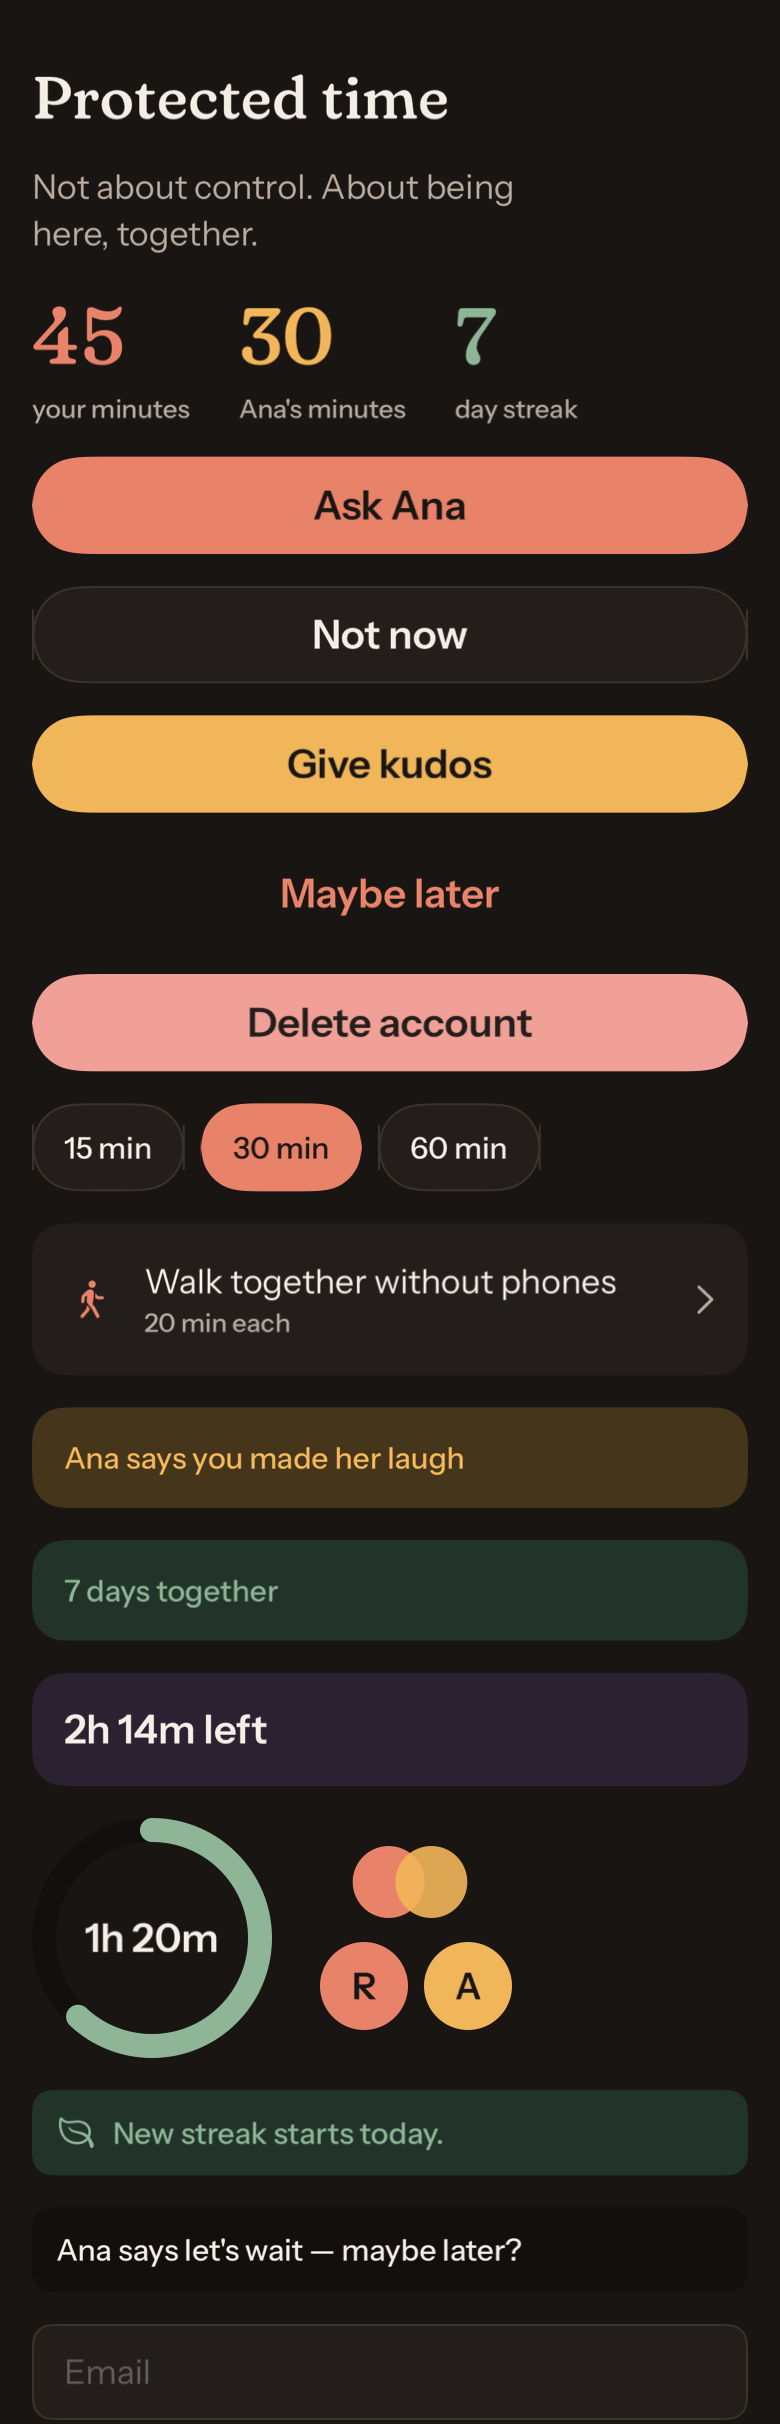 Protected time
Not about control. About being
here, together.
45
30
7
your minutes
Ana's minutes
day streak
Ask Ana
Not now
Give kudos
Maybe later
Delete account
15 min
30 min
60 min
Walk together without phones
20 min each
Ana says you made her laugh
7 days together
2h 14m left
1h 20m
R
A
New streak starts today.
Ana says let's wait — maybe later?
Email